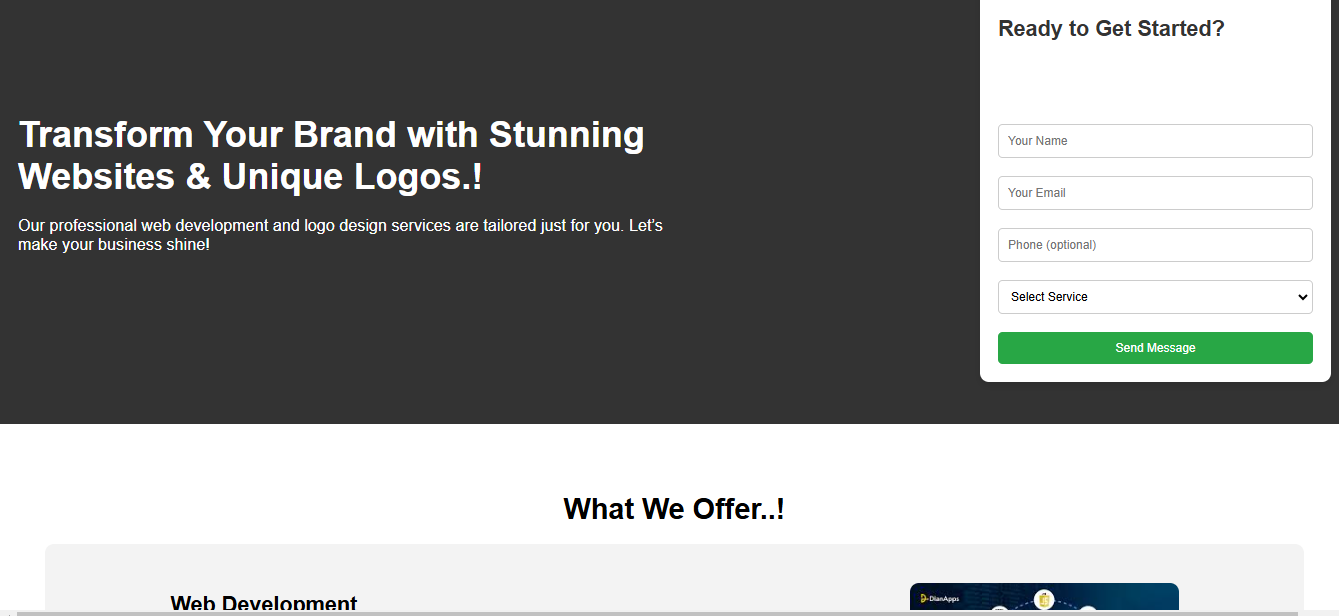 Ready to Get Started?
Transform Your Brand with Stunning
Websites & Unique Logos.!
Our professional web development and logo design services are tailored just for you. Let's
make your business shine!
Your Name
Your Email
Phone (optional)
Select Service
Send Message
What We Offer..!
Web Development
DianApps
JS